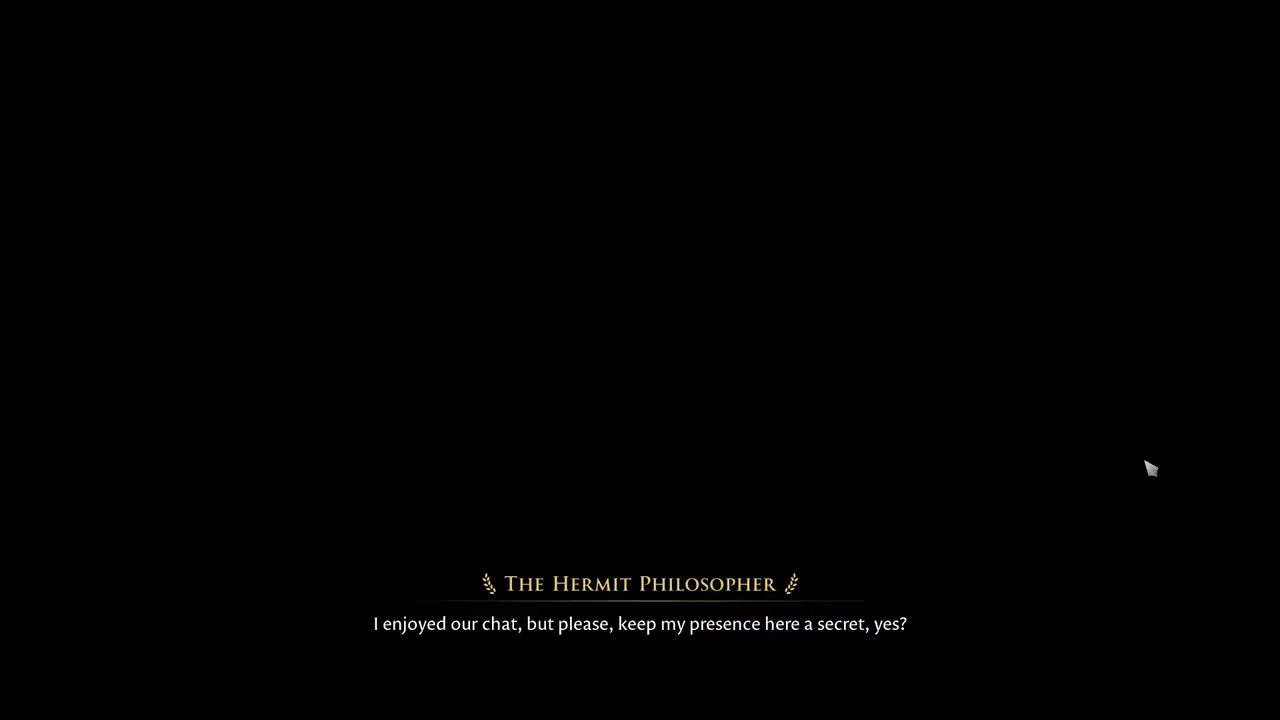 The Hermit Philosopher
I enjoyed our chat, but please, keep my presence here a secret, yes?